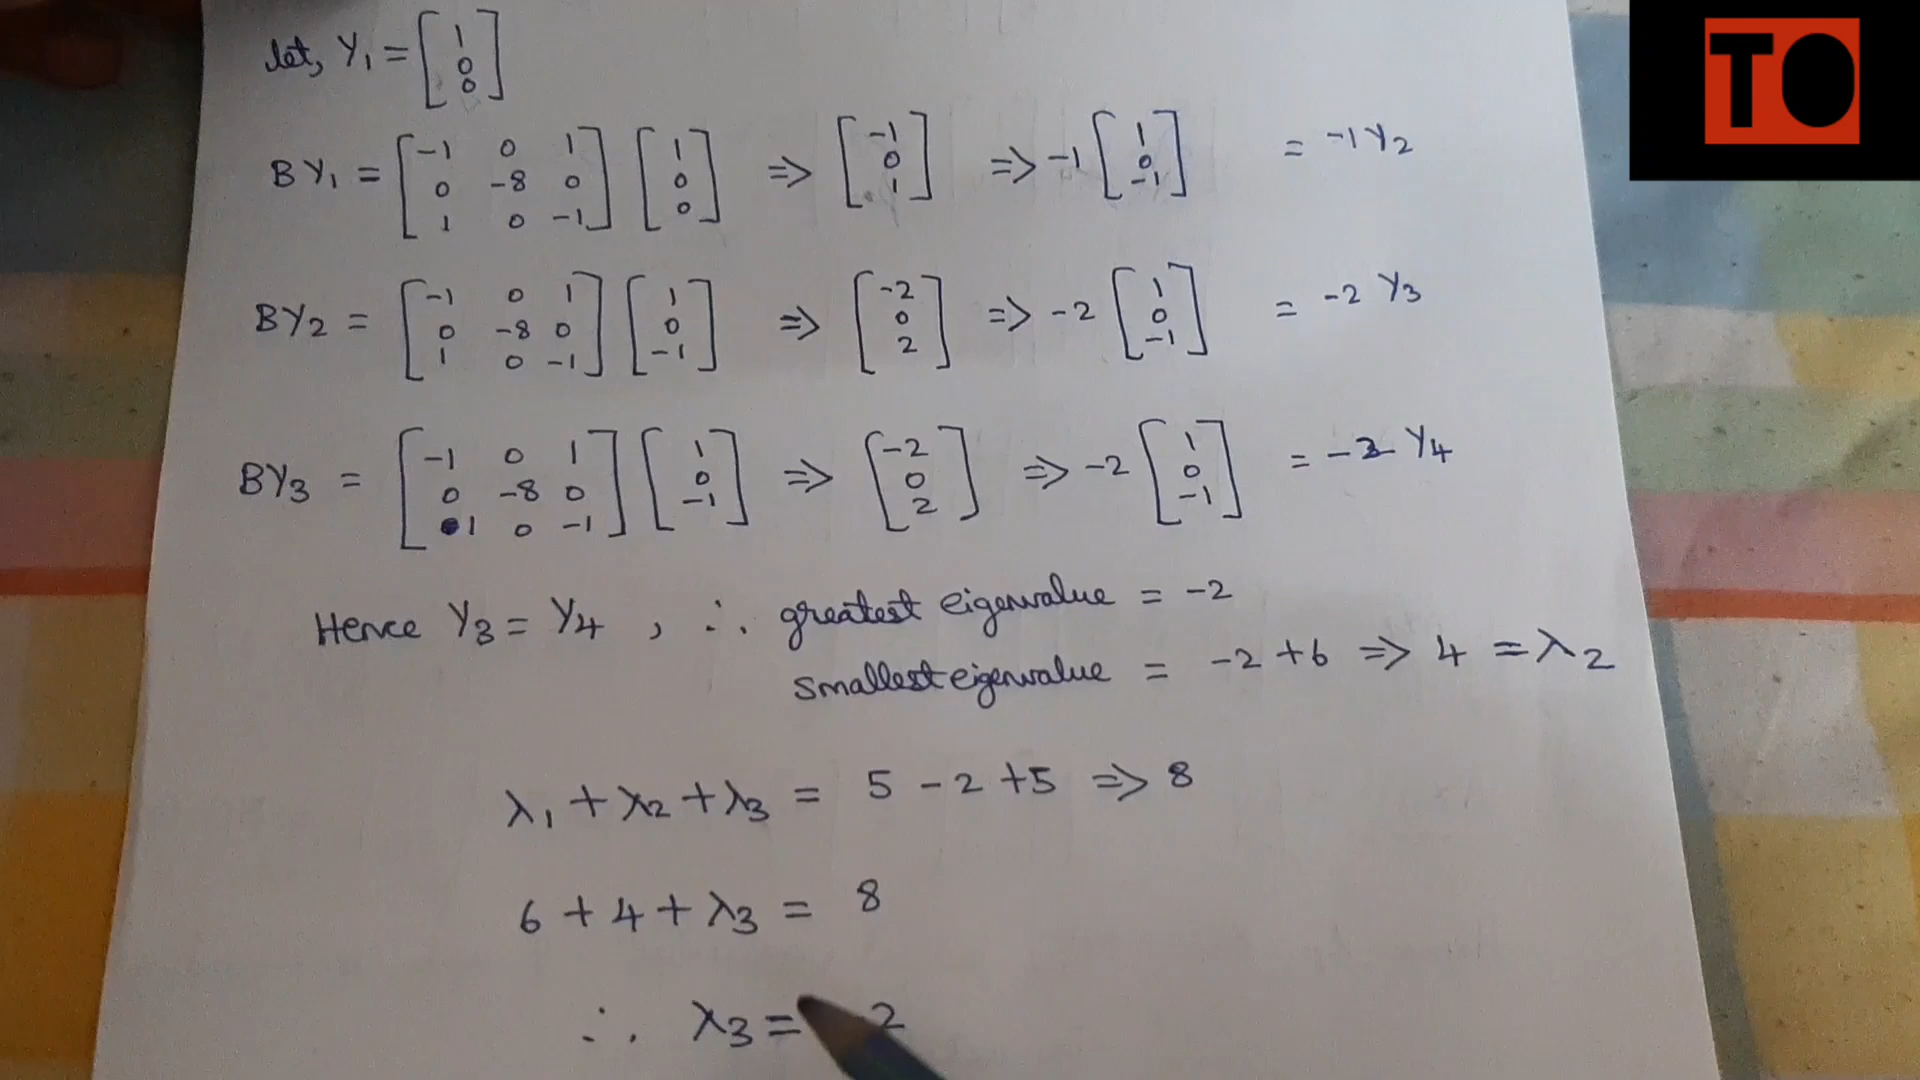 let, Y₁ = [1 0 0]
BY₁ = [-1 0 1; 0 -8 0; 1 0 -1] [1 0 0] => [-1 0 1] => -1 [1 0 -1] = -1 Y₂
BY₂ = [-1 0 1; 0 -8 0; 1 0 -1] [1 0 -1] => [-2 0 2] => -2 [1 0 -1] = -2 Y₃
BY₃ = [-1 0 1; 0 -8 0; 1 0 -1] [1 0 -1] => [-2 0 2] => -2 [1 0 -1] = -2 Y₄
Hence Y₃ = Y₄ , ∴ greatest eigenvalue = -2
smallest eigenvalue = -2 + 6 => 4 = λ₂
λ₁ + λ₂ + λ₃ = 5 - 2 + 5 => 8
6 + 4 + λ₃ = 8
∴ λ₃ = 2
TO